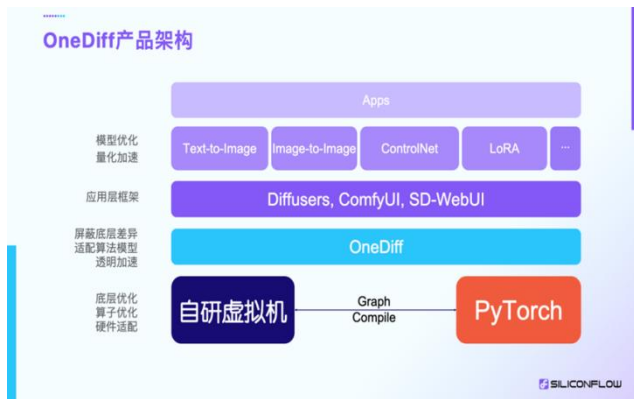 OneDiff产品架构
Apps
模型优化
量化加速
Text-to-Image
Image-to-Image
ControlNet
LoRA
...
应用层框架
Diffusers, ComfyUI, SD-WebUI
屏蔽底层差异
适配算法模型
透明加速
OneDiff
底层优化
算子优化
硬件适配
自研虚拟机
Graph
Compile
PyTorch
SILICONFLOW